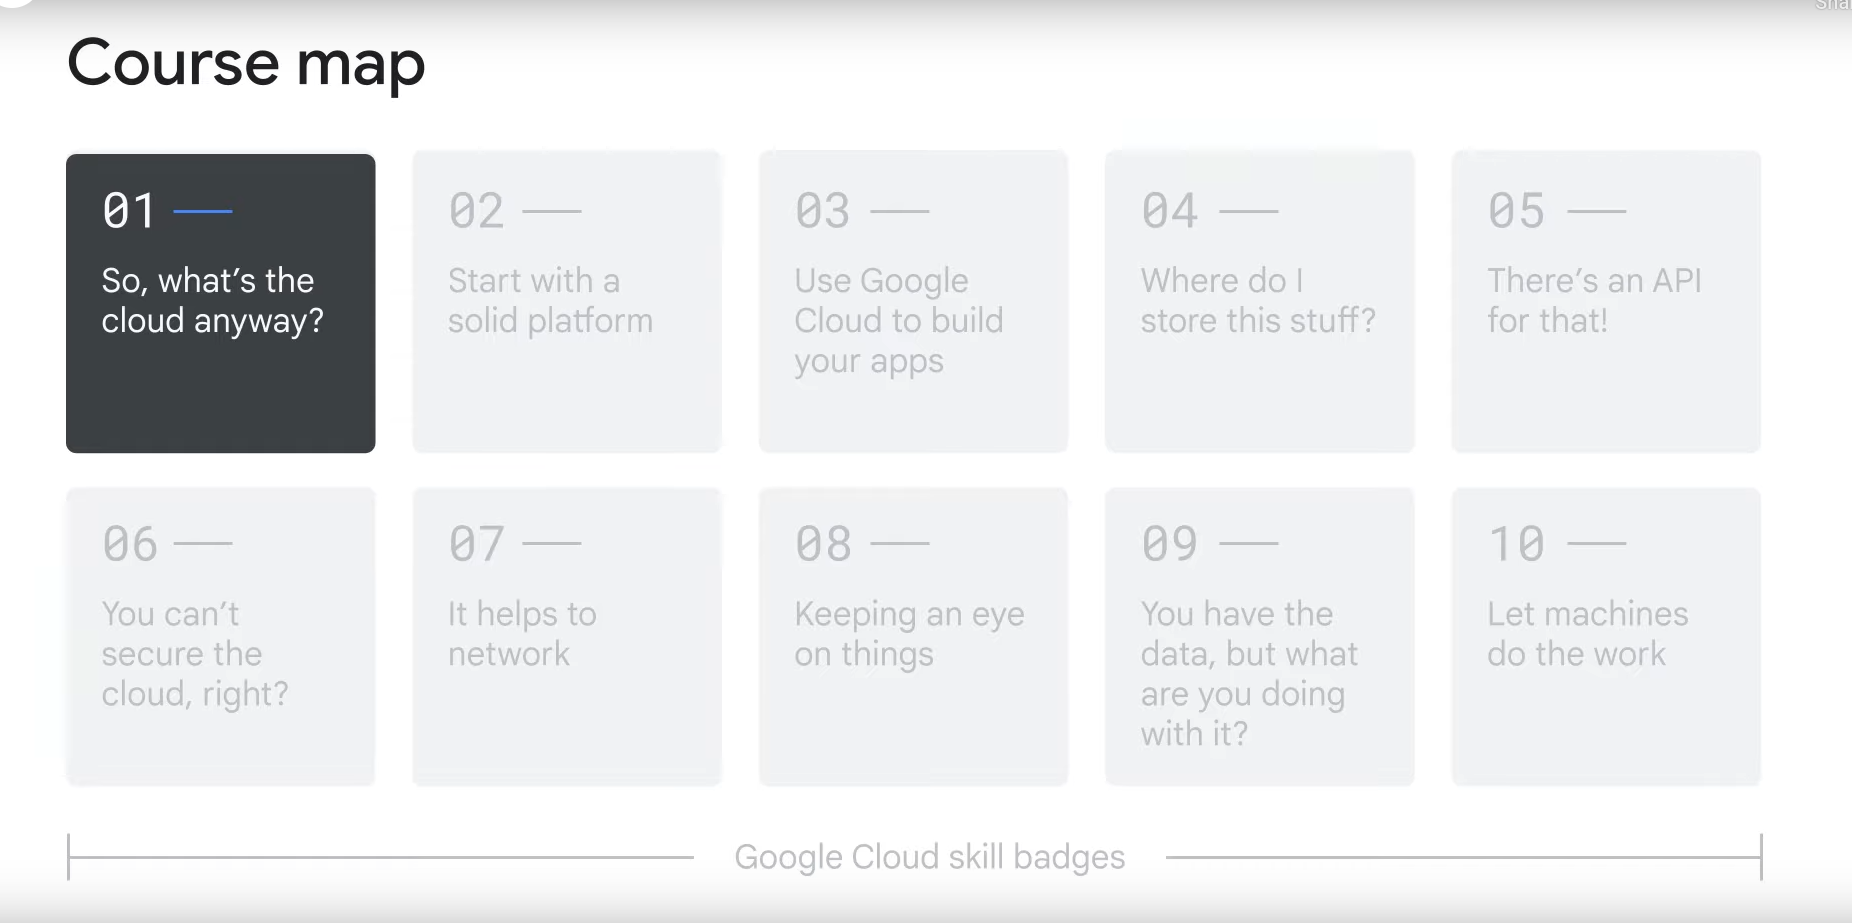 Course map
01
So, what's the
cloud anyway?
02
Start with a
solid platform
03
Use Google
Cloud to build
your apps
04
Where do I
store this stuff?
05
There's an API
for that!
06
You can't
secure the
cloud, right?
07
It helps to
network
08
Keeping an eye
on things
09
You have the
data, but what
are you doing
with it?
10
Let machines
do the work
Google Cloud skill badges